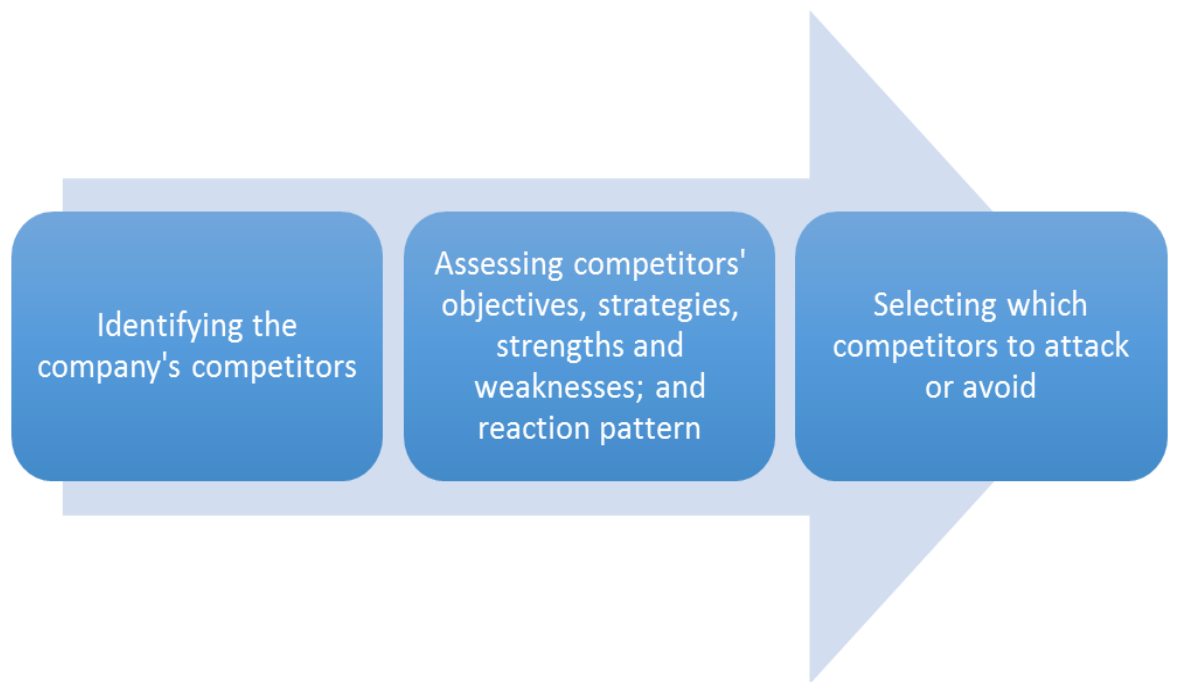 Identifying the
company's competitors
Assessing competitors'
objectives, strategies,
strengths and
weaknesses; and
reaction pattern
Selecting which
competitors to attack
or avoid